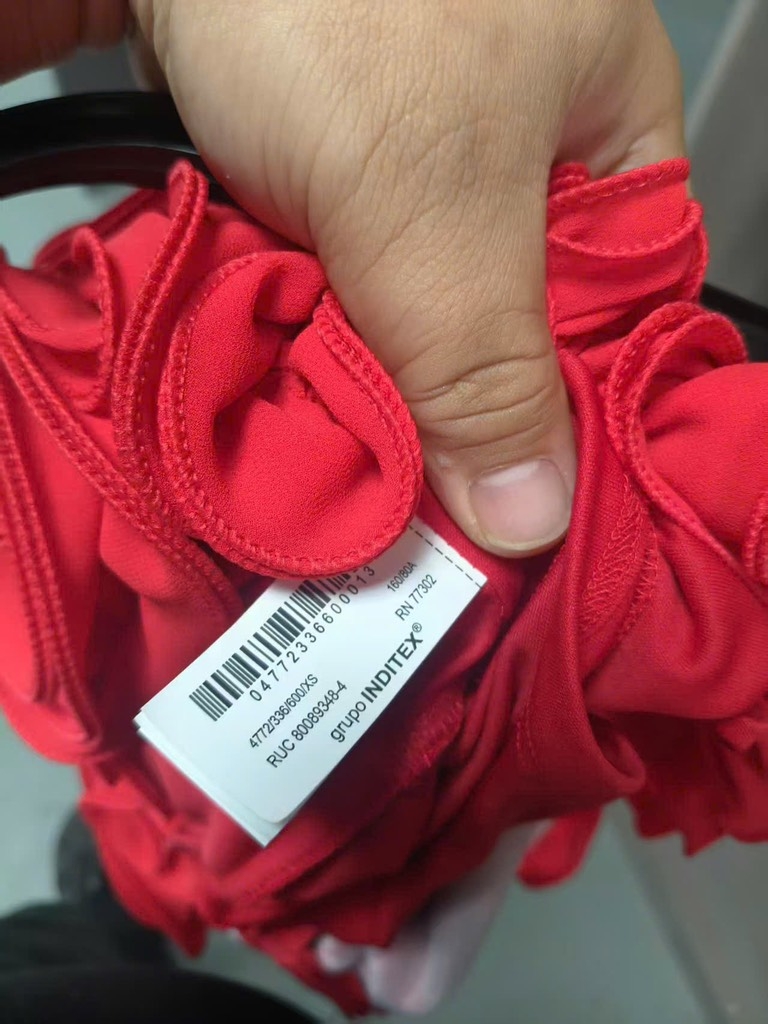 04772336600013
160/80A
4772/336/600/XS
RN 77302
RUC 80089348-4
grupo INDITEX®